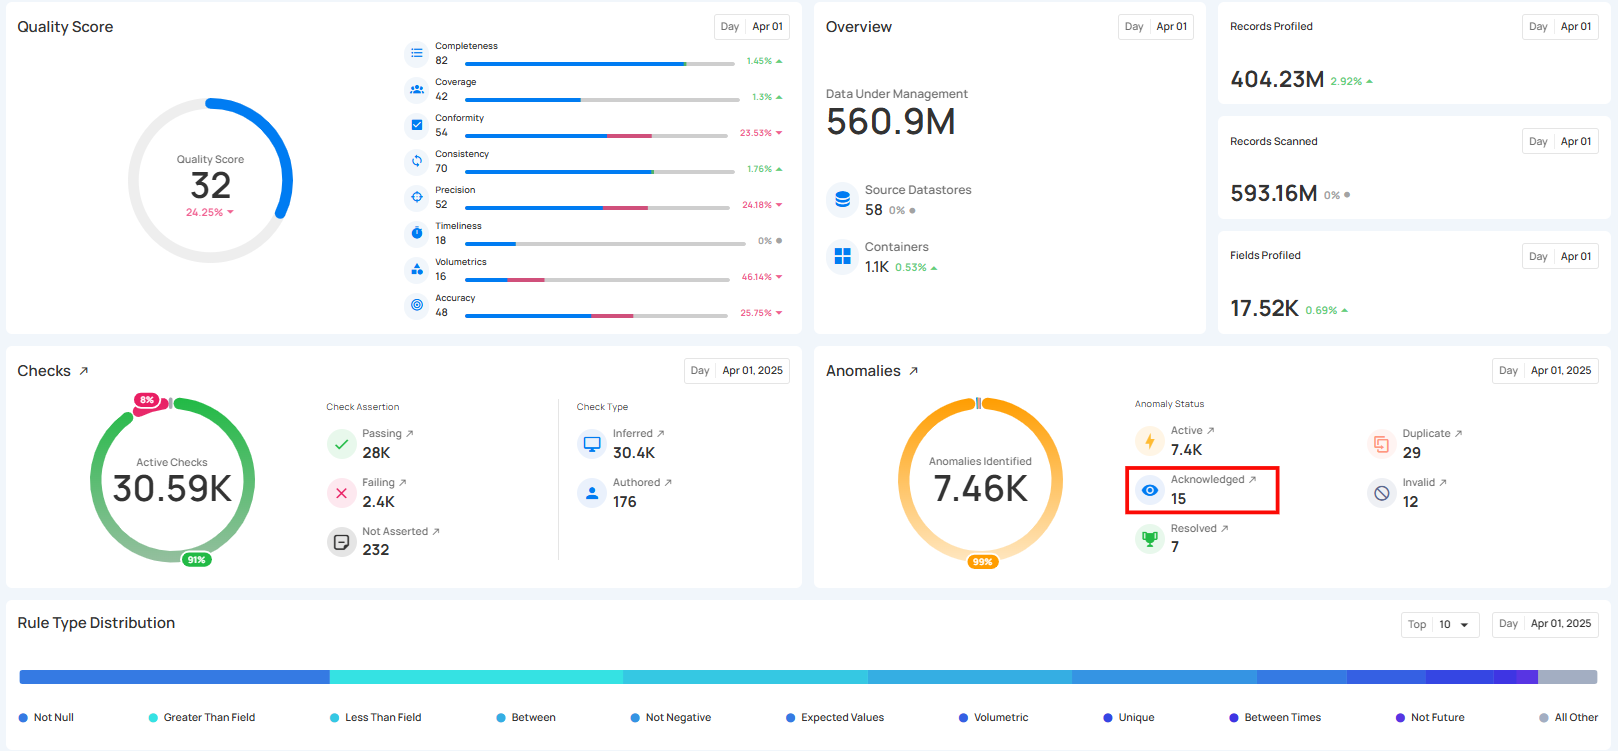 Quality Score
Day Apr 01
Quality Score
32
24.25%
Completeness
82
1.45%
Coverage
42
1.3%
Conformity
54
23.53%
Consistency
70
1.76%
Precision
52
24.18%
Timeliness
18
0%
Volumetrics
16
46.14%
Accuracy
48
25.75%
Overview
Day Apr 01
Data Under Management
560.9M
Source Datastores
58 0%
Containers
1.1K 0.53%
Records Profiled
Day Apr 01
404.23M 2.92%
Records Scanned
Day Apr 01
593.16M 0%
Fields Profiled
Day Apr 01
17.52K 0.69%
Checks
Day Apr 01, 2025
8%
Active Checks
30.59K
91%
Check Assertion
Passing
28K
Failing
2.4K
Not Asserted
232
Check Type
Inferred
30.4K
Authored
176
Anomalies
Day Apr 01, 2025
Anomalies Identified
7.46K
99%
Anomaly Status
Active
7.4K
Acknowledged
15
Resolved
7
Duplicate
29
Invalid
12
Rule Type Distribution
Top 10
Day Apr 01, 2025
Not Null
Greater Than Field
Less Than Field
Between
Not Negative
Expected Values
Volumetric
Unique
Between Times
Not Future
All Other